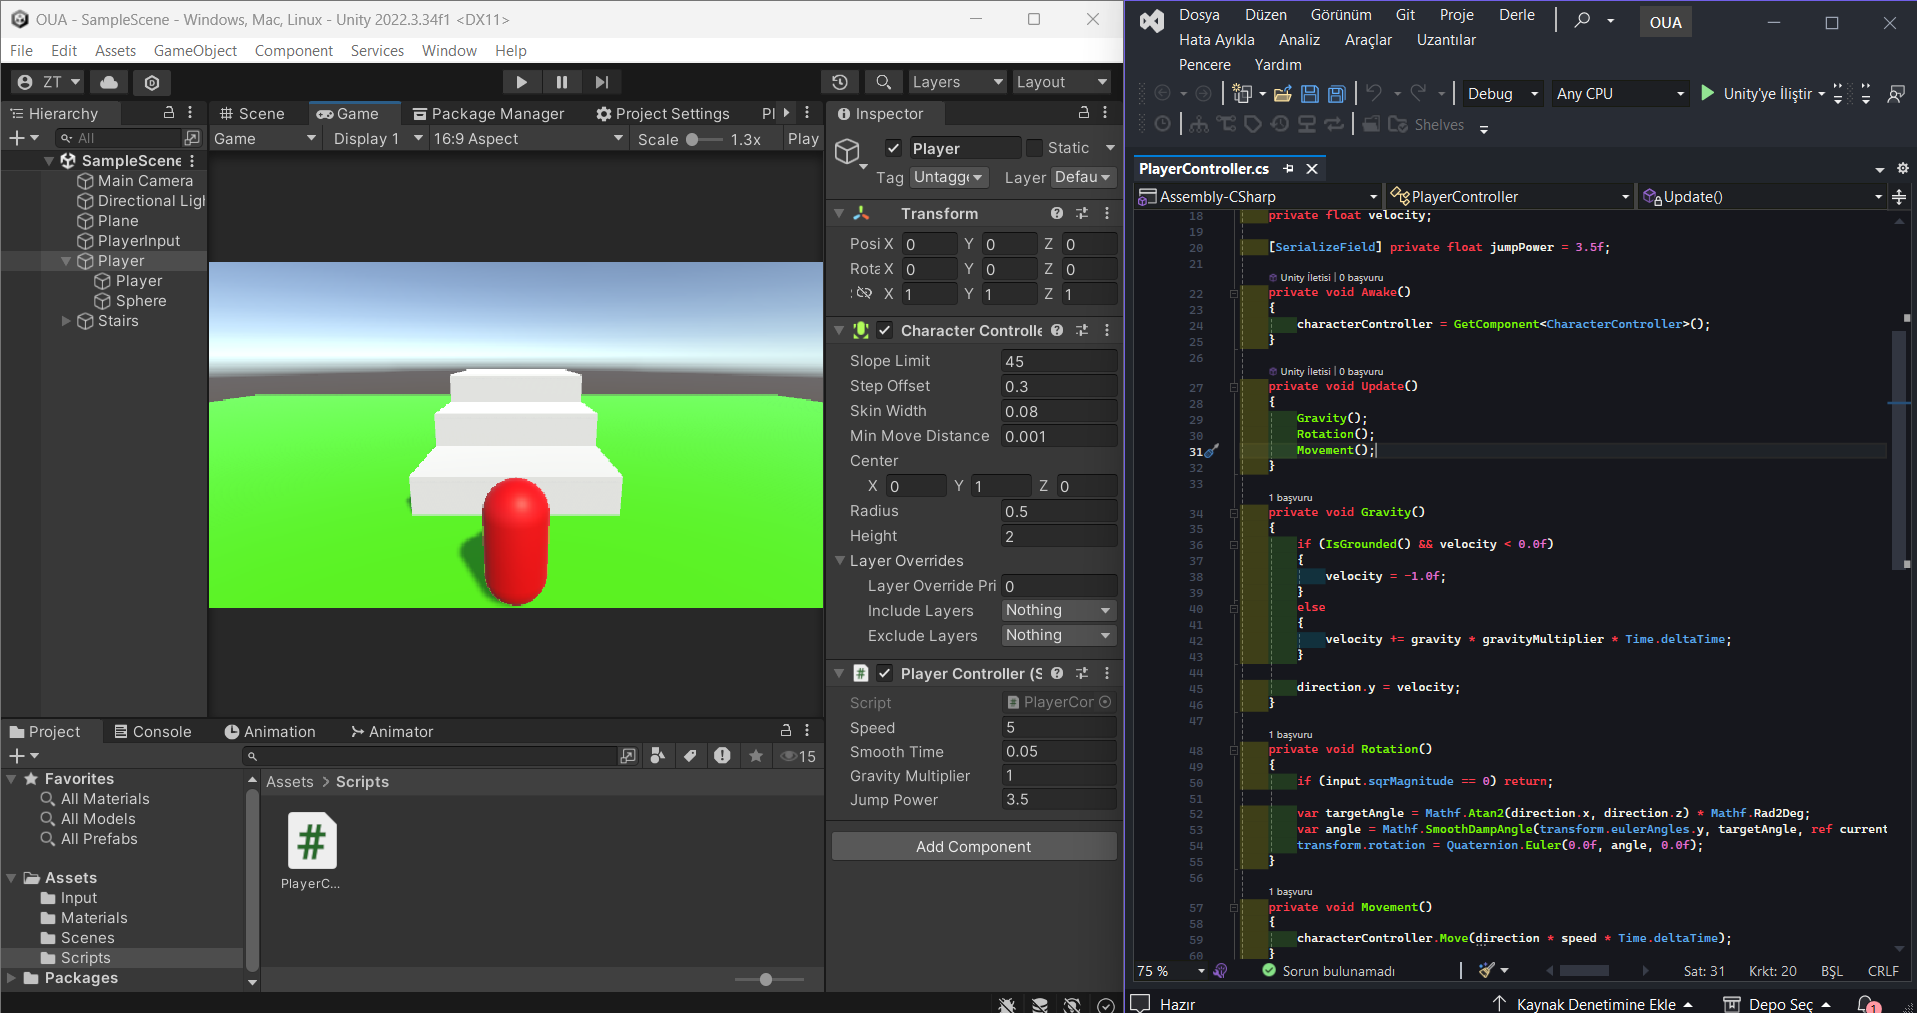 OUA - SampleScene - Windows, Mac, Linux - Unity 2022.3.34f1 <DX11>
File Edit Assets GameObject Component Services Window Help
ZT
Layers Layout
Hierarchy
All
SampleScene
Main Camera
Directional Ligh
Plane
PlayerInput
Player
Player
Sphere
Stairs
Scene Game Package Manager Project Settings Pl
Game Display 1 16:9 Aspect Scale 1.3x Play
Inspector
Player Static
Tag Untagge Layer Defau
Transform
Posi X 0 Y 0 Z 0
Rota X 0 Y 0 Z 0
X 1 Y 1 Z 1
Character Controlle
Slope Limit 45
Step Offset 0.3
Skin Width 0.08
Min Move Distance 0.001
Center
X 0 Y 1 Z 0
Radius 0.5
Height 2
Layer Overrides
Layer Override Pri 0
Include Layers Nothing
Exclude Layers Nothing
Player Controller (S
Script PlayerCor
Speed 5
Smooth Time 0.05
Gravity Multiplier 1
Jump Power 3.5
Add Component
Project Console Animation Animator
15
Favorites
All Materials
All Models
All Prefabs
Assets
Input
Materials
Scenes
Scripts
Packages
Assets > Scripts
#
PlayerC...
Dosya Düzen Görünüm Git Proje Derle
OUA
Hata Ayıkla Analiz Araçlar Uzantılar
Pencere Yardım
Debug Any CPU Unity'ye İliştir
Shelves
PlayerController.cs
Assembly-CSharp PlayerController Update()
18 private float velocity;
19
20 [SerializeField] private float jumpPower = 3.5f;
21
Unity İletisi | 0 başvuru
22 private void Awake()
23 {
24 characterController = GetComponent<CharacterController>();
25 }
26
Unity İletisi | 0 başvuru
27 private void Update()
28 {
29 Gravity();
30 Rotation();
31 Movement();
32 }
33
1 başvuru
34 private void Gravity()
35 {
36 if (IsGrounded() && velocity < 0.0f)
37 {
38 velocity = -1.0f;
39 }
40 else
41 {
42 velocity += gravity * gravityMultiplier * Time.deltaTime;
43 }
44
45 direction.y = velocity;
46 }
47
1 başvuru
48 private void Rotation()
49 {
50 if (input.sqrMagnitude == 0) return;
51
52 var targetAngle = Mathf.Atan2(direction.x, direction.z) * Mathf.Rad2Deg;
53 var angle = Mathf.SmoothDampAngle(transform.eulerAngles.y, targetAngle, ref current
54 transform.rotation = Quaternion.Euler(0.0f, angle, 0.0f);
55 }
56
1 başvuru
57 private void Movement()
58 {
59 characterController.Move(direction * speed * Time.deltaTime);
60 }
75 % Sorun bulunamadı Sat: 31 Krkt: 20 BŞL CRLF
Hazır Kaynak Denetimine Ekle Depo Seç 1